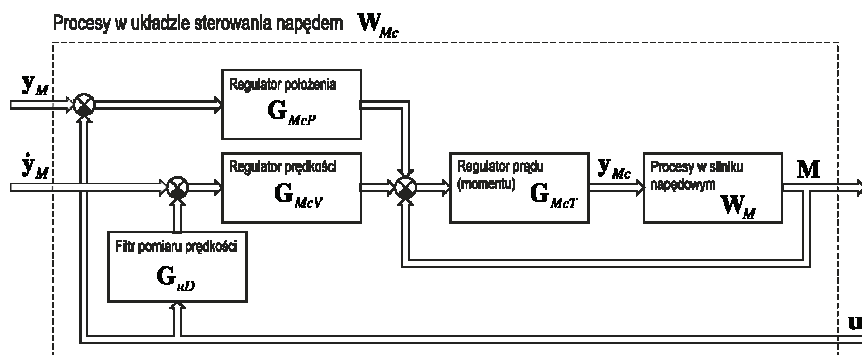 Procesy w układzie sterowania napędem W_Mc
y_M
Regulator położenia
G_McP
ẏ_M
Regulator prędkości
G_McV
Regulator prądu
(momentu) G_McT
y_Mc
Procesy w silniku
napędowym
W_M
M
Filtr pomiaru prędkości
G_uD
u